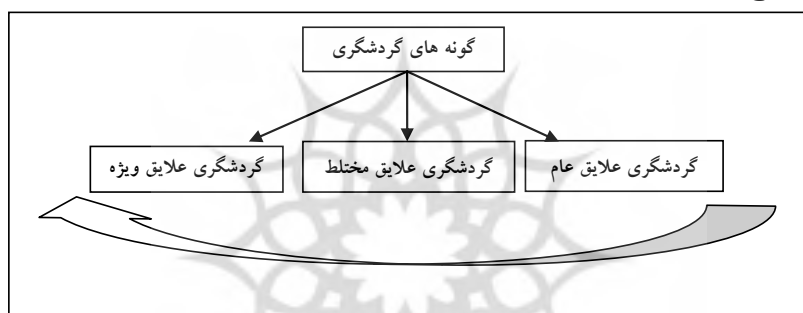 گونه های گردشگری
گردشگری علایق عام
گردشگری علایق مختلط
گردشگری علایق ویژه